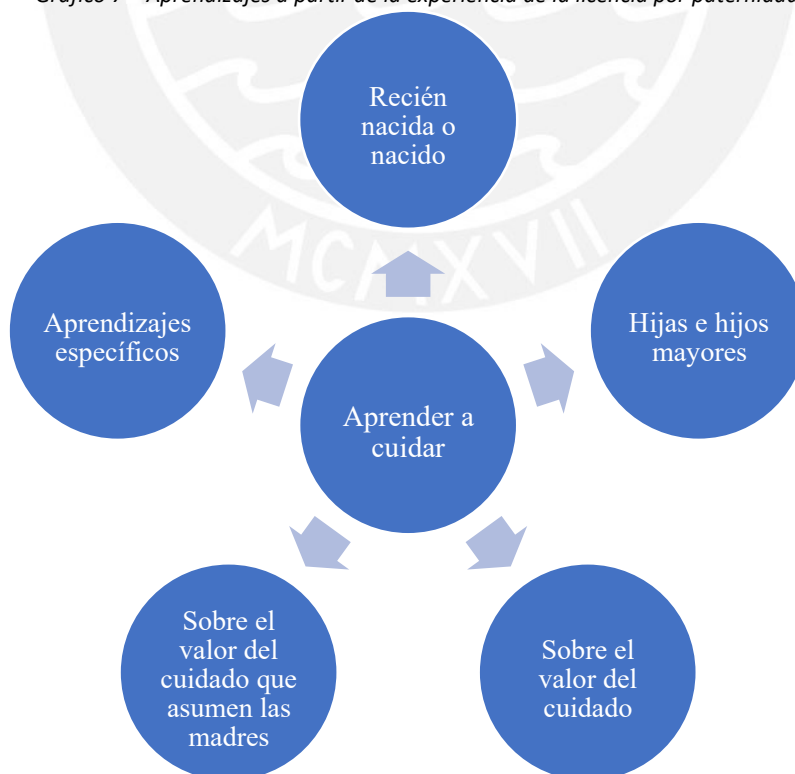 Gráfico 7 – Aprendizajes a partir de la experiencia de la licencia por paternidad
Recién
nacida o
nacido
MCMXVII
Aprendizajes
específicos
Hijas e hijos
mayores
Aprender a
cuidar
Sobre el
valor del
cuidado que
asumen las
madres
Sobre el
valor del
cuidado